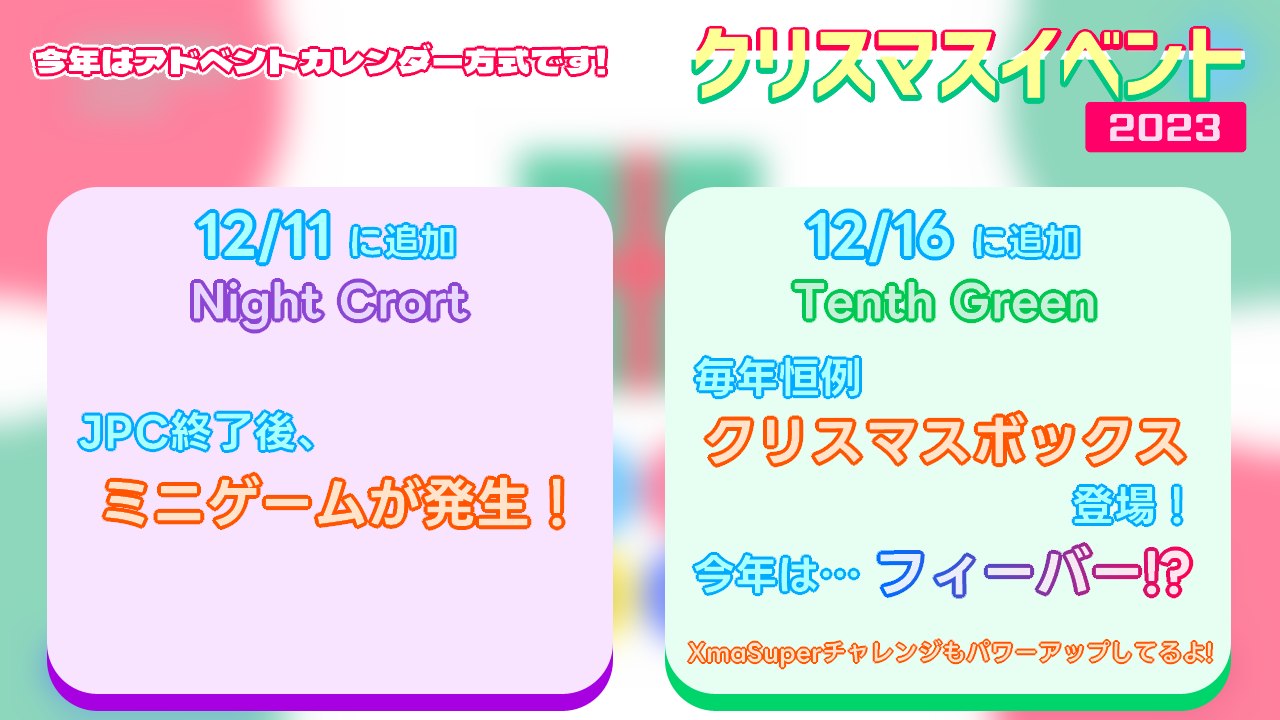 今年はアドベントカレンダー方式です!
クリスマスイベント
2023
12/11 に追加
Night Crort
JPC終了後、
ミニゲームが発生！
12/16 に追加
Tenth Green
毎年恒例
クリスマスボックス
登場！
今年は… フィーバー!?
XmaSuperチャレンジもパワーアップしてるよ!